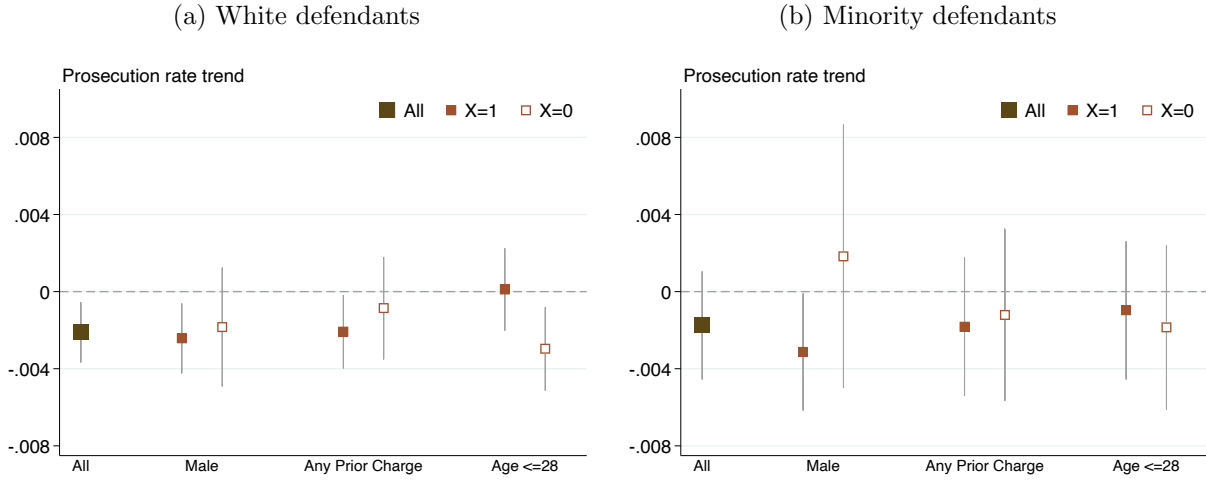 (a) White defendants
Prosecution rate trend
All X=1 X=0
.008
.004
0
-.004
-.008
All Male Any Prior Charge Age <=28
(b) Minority defendants
Prosecution rate trend
All X=1 X=0
.008
.004
0
-.004
-.008
All Male Any Prior Charge Age <=28